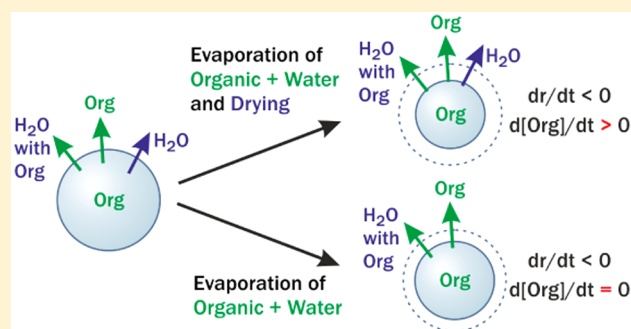 Org
H2O
with
Org
H2O
Org
Evaporation of
Organic + Water
and Drying
Org
H2O
with
Org
H2O
Org
dr/dt < 0
d[Org]/dt > 0
Evaporation of
Organic + Water
Org
H2O
with
Org
Org
dr/dt < 0
d[Org]/dt = 0